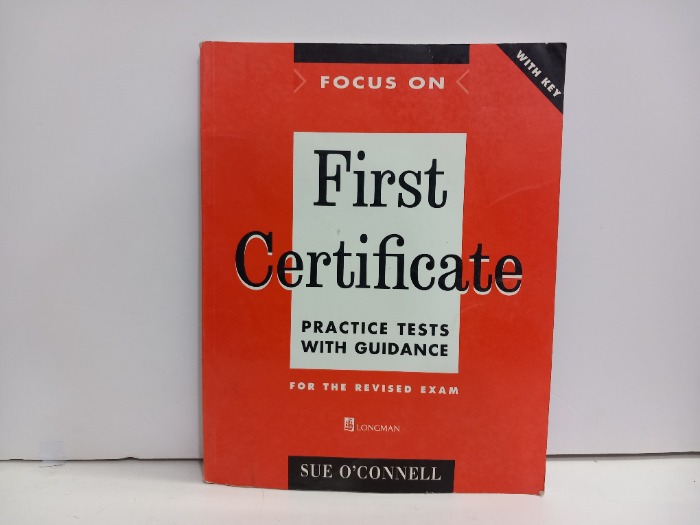 FOCUS ON
WITH KEY
First
Certificate
PRACTICE TESTS
WITH GUIDANCE
FOR THE REVISED EXAM
LONGMAN
SUE O'CONNELL